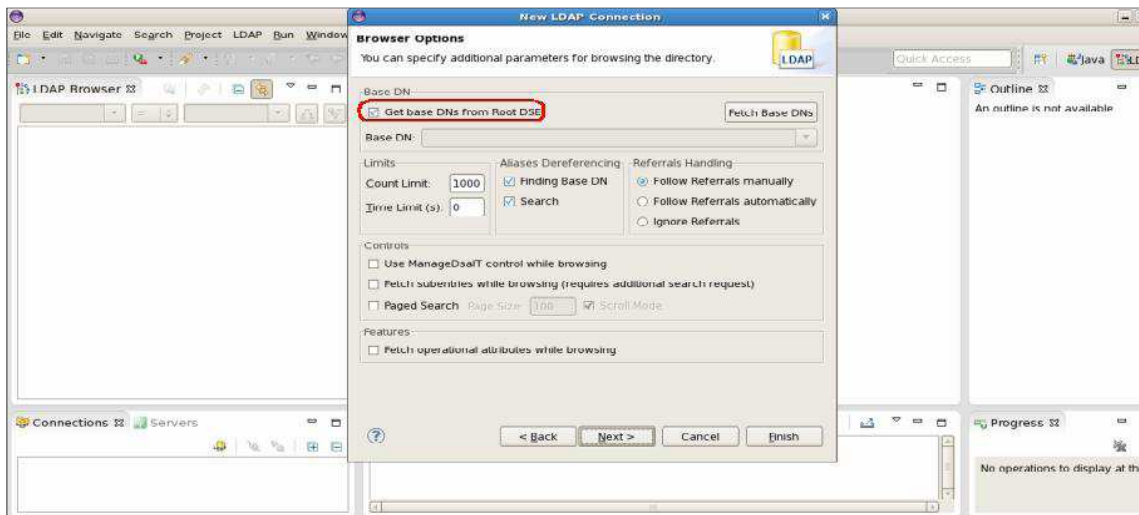 New LDAP Connection
File Edit Navigate Search Project LDAP Run Window
Browser Options
You can specify additional parameters for browsing the directory.
LDAP
Quick Access
Java
LDAP Browser
Outline
An outline is not available.
Base DN
Get base DNs from Root DSE
Fetch Base DNs
Base DN:
Limits
Count Limit: 1000
Time Limit (s): 0
Aliases Dereferencing
Finding Base DN
Search
Referrals Handling
Follow Referrals manually
Follow Referrals automatically
Ignore Referrals
Controls
Use ManageDsaIT control while browsing
Fetch subentries while browsing (requires additional search request)
Paged Search Page Size: 100 Scroll Mode
Features
Fetch operational attributes while browsing
Connections Servers
< Back Next > Cancel Finish
Progress
No operations to display at th